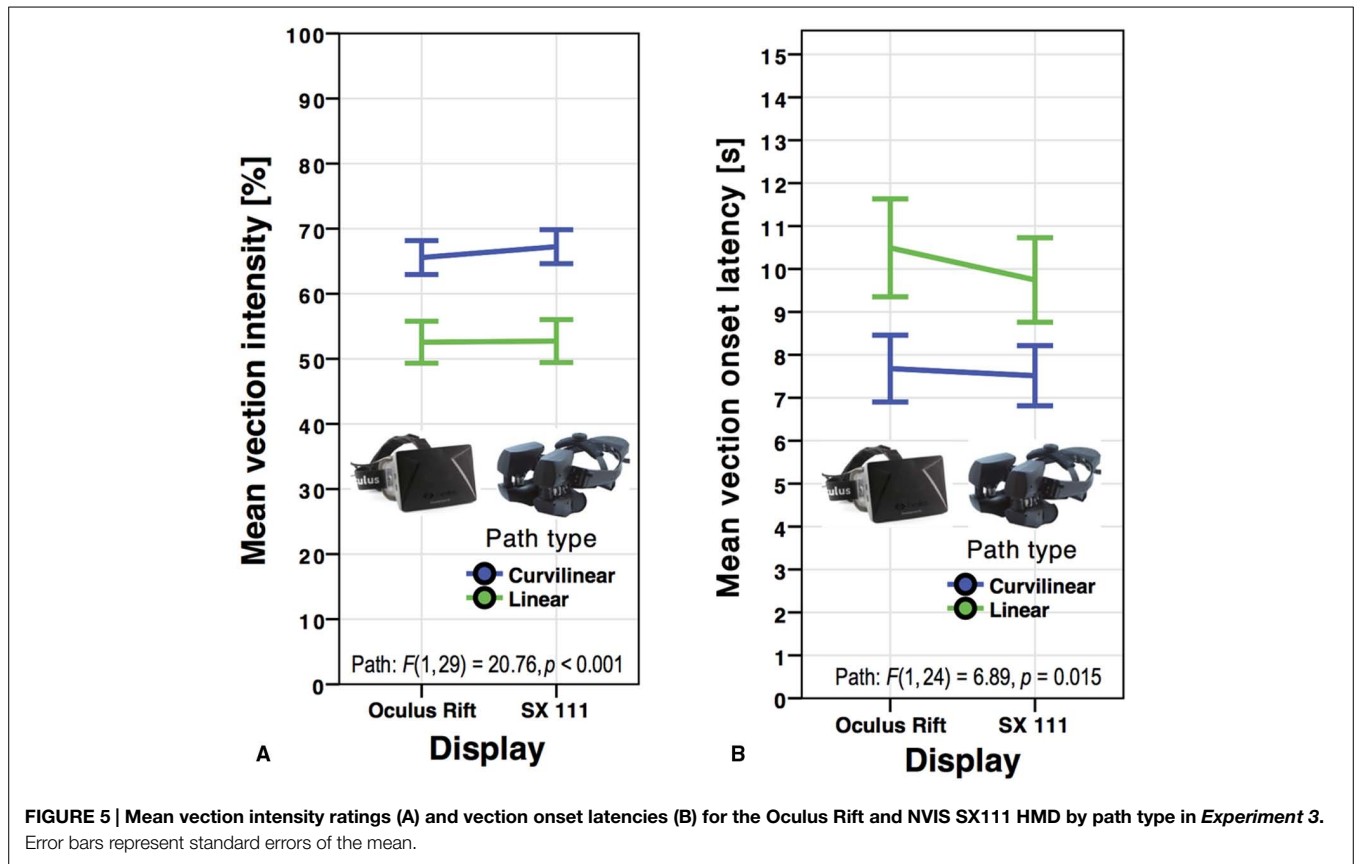 100
90
80
70
60
50
40
30
20
10
0
Mean vection intensity [%]
culus
Path type
Curvilinear
Linear
Path: F(1,29) = 20.76, p < 0.001
Oculus Rift SX 111
Display
A
15
14
13
12
11
10
9
8
7
6
5
4
3
2
1
0
Mean vection onset latency [s]
ulus
Path type
Curvilinear
Linear
Path: F(1,24) = 6.89, p = 0.015
Oculus Rift SX 111
Display
B
FIGURE 5 | Mean vection intensity ratings (A) and vection onset latencies (B) for the Oculus Rift and NVIS SX111 HMD by path type in Experiment 3.
Error bars represent standard errors of the mean.